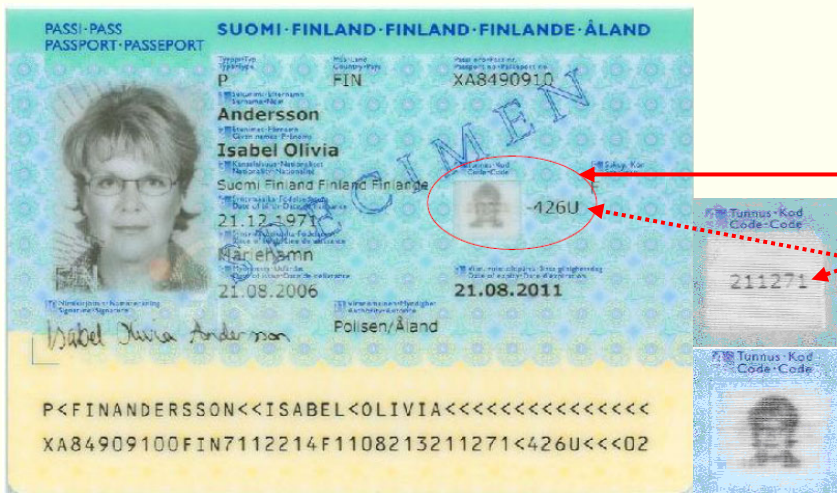 PASSI·PASS
PASSPORT·PASSEPORT
SUOMI·FINLAND·FINLAND·FINLANDE·ÅLAND
P
FIN
XA8490910
Andersson
Isabel Olivia
Code·Code
Suomi Finland Finland Finlande
-426U
F
21.12.1971
Mariehamn
21.08.2006
21.08.2011
Polisen/Åland
Isabel Olivia Andersson
SPECIMEN
P<FINANDERSSON<<ISABEL<OLIVIA<<<<<<<<<<<<<<<
XA84909100FIN7112214F1108213211271<426U<<<02
Tunnus·Kod
Code·Code
211271
Tunnus·Kod
Code·Code